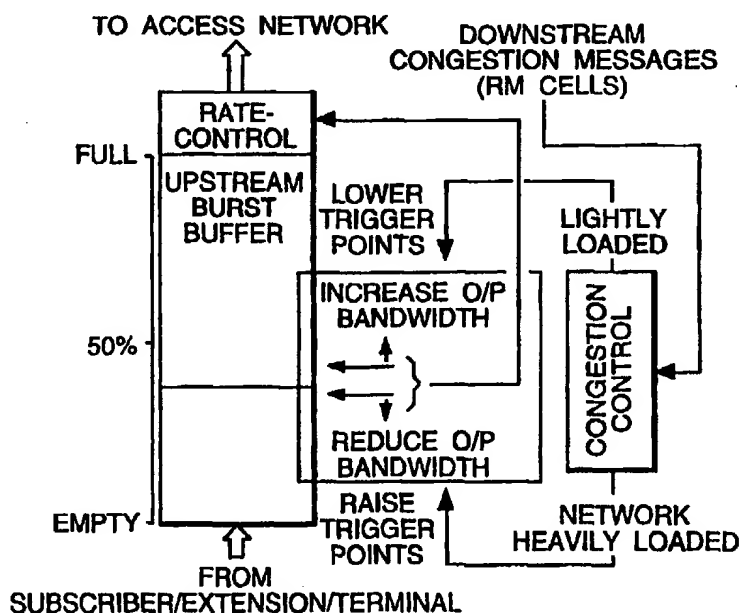 TO ACCESS NETWORK
DOWNSTREAM
CONGESTION MESSAGES
(RM CELLS)
RATE-
CONTROL
FULL
UPSTREAM
BURST
BUFFER
LOWER
TRIGGER
POINTS
LIGHTLY
LOADED
INCREASE O/P
BANDWIDTH
50%
CONGESTION
CONTROL
REDUCE O/P
BANDWIDTH
EMPTY
RAISE
TRIGGER
POINTS
NETWORK
HEAVILY LOADED
FROM
SUBSCRIBER/EXTENSION/TERMINAL